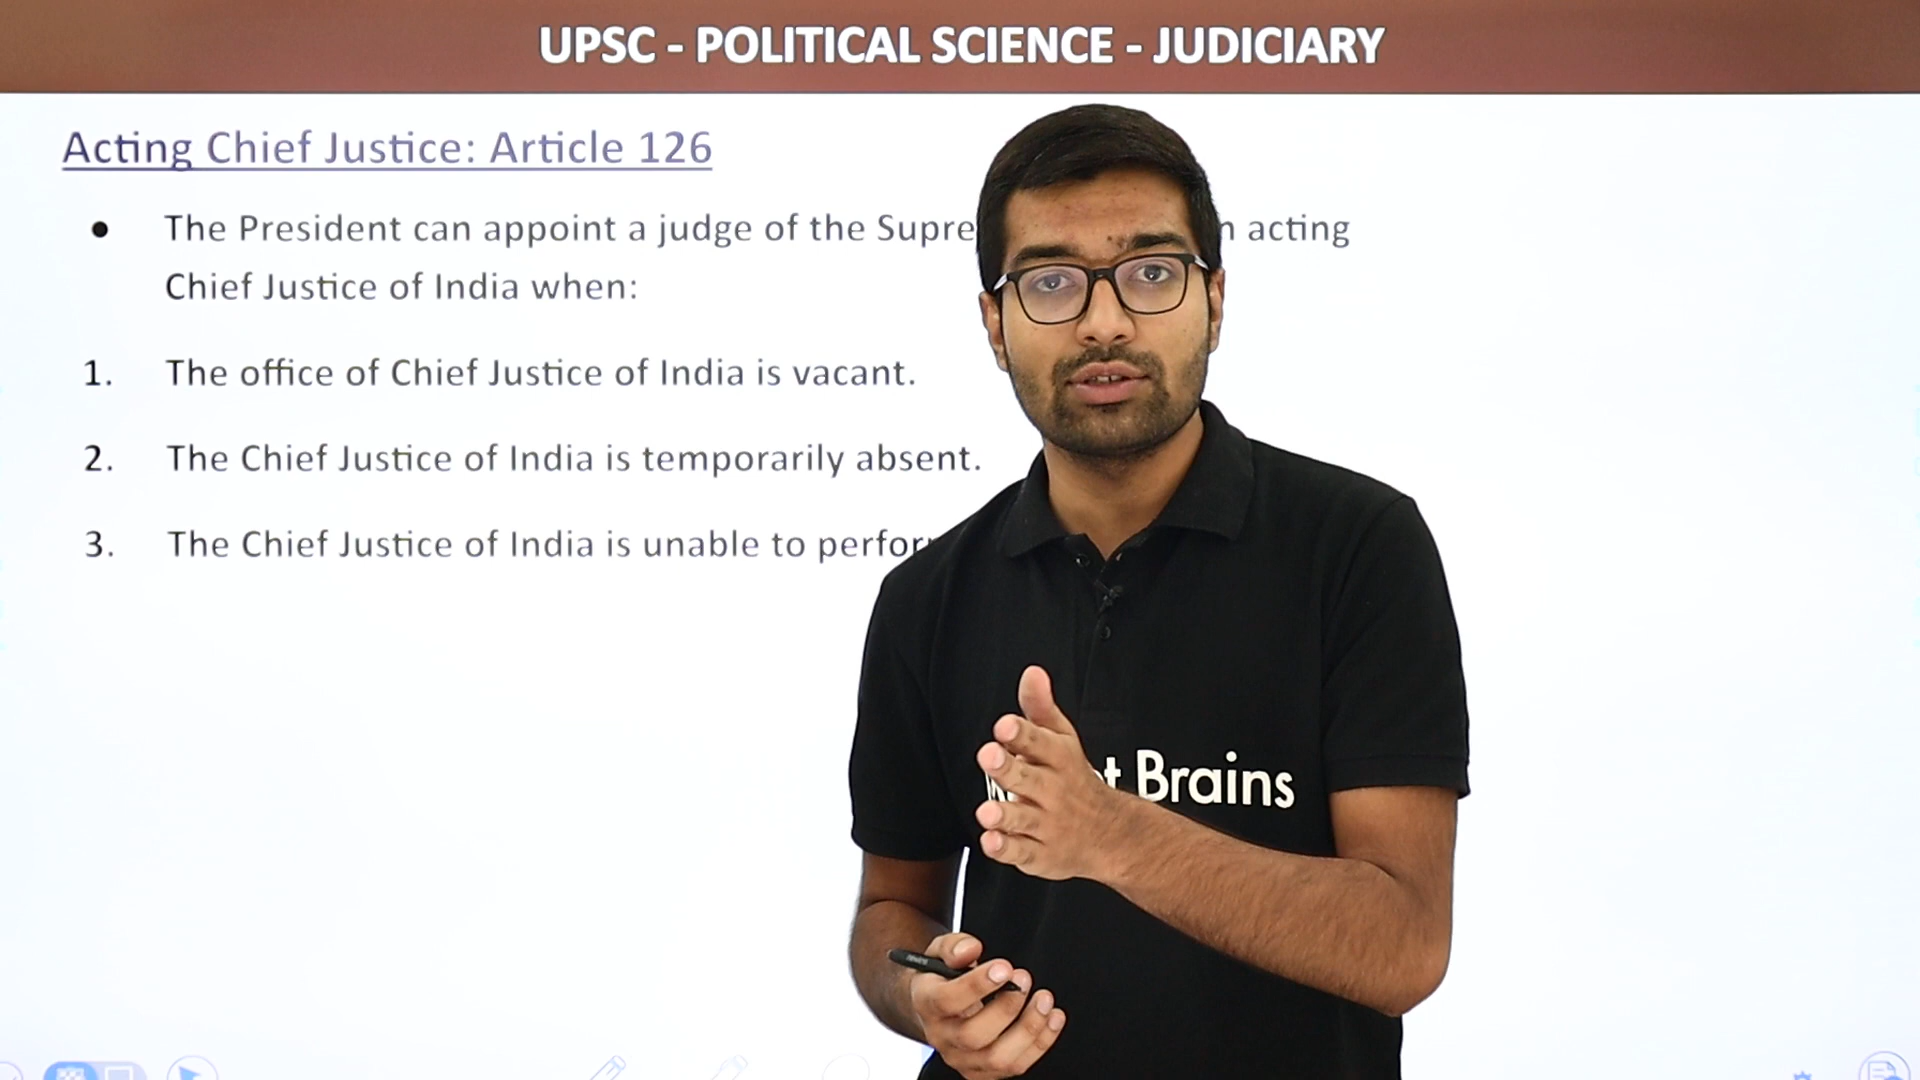 UPSC - POLITICAL SCIENCE - JUDICIARY
Acting Chief Justice: Article 126
● The President can appoint a judge of the acting
Chief Justice of India when:
1. The office of Chief Justice of India is vacant.
2. The Chief Justice of India is temporarily absent.
3. The Chief Justice of India is unable to
Brains